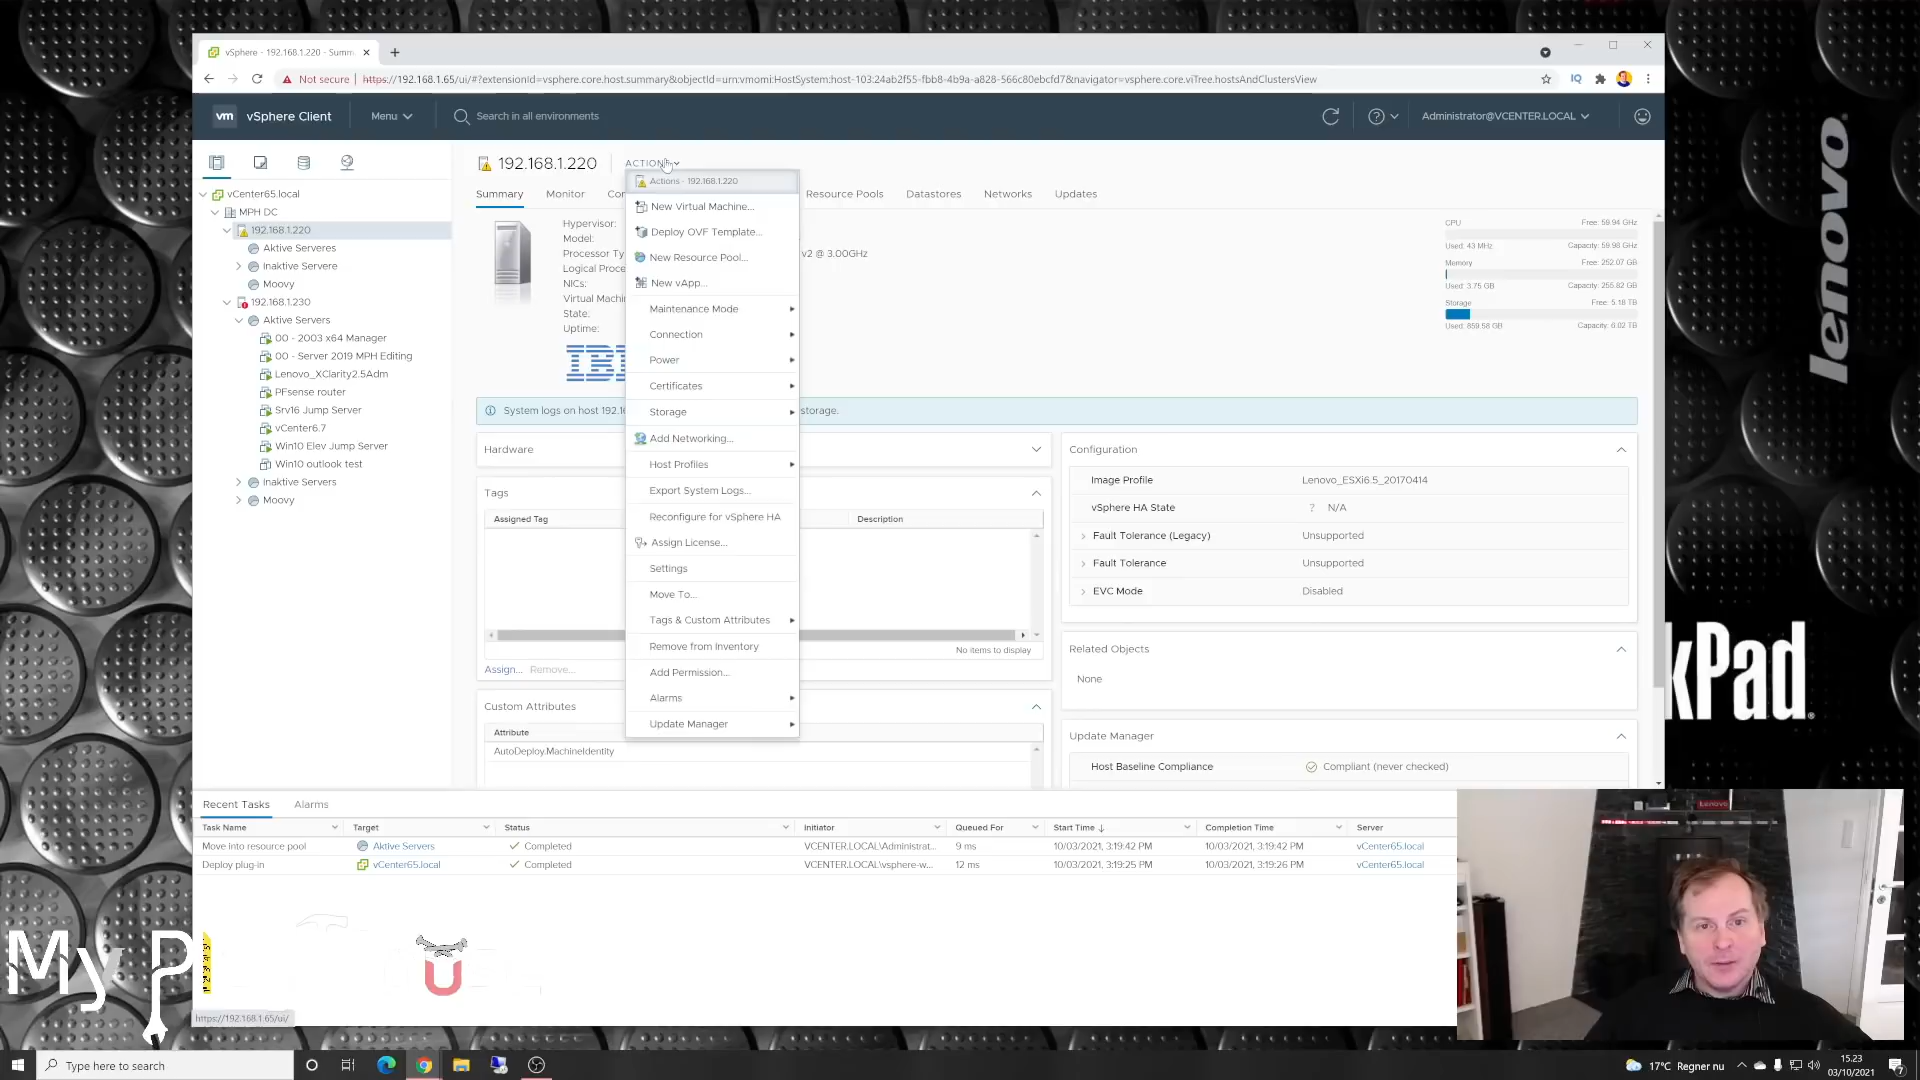 vSphere - 192.168.1.220 - Summ
Not secure
https://192.168.1.65/ui/#?extensionId=vsphere.core.host.summary&objectId=urn:vmomi:HostSystem:host-103:24ab2f55-fbb8-4b9a-a828-566c80ebcfd7&navigator=vsphere.core.viTree.hostsAndClustersView
IQ
vm vSphere Client
Menu
Search in all environments
Administrator@VCENTER.LOCAL
vCenter65.local
MPH DC
192.168.1.220
Aktive Serveres
Inaktive Servere
Moovy
192.168.1.230
Aktive Servers
00 - 2003 x64 Manager
00 - Server 2019 MPH Editing
Lenovo_XClarity2.5Adm
PFsense router
Srv16 Jump Server
vCenter6.7
Win10 Elev Jump Server
Win10 outlook test
Inaktive Servers
Moovy
192.168.1.220
ACTIONS
Summary
Monitor
Resource Pools
Datastores
Networks
Updates
Hypervisor:
Model:
Processor Ty
v2 @ 3.00GHz
Logical Proce
NICs:
Virtual Machi
State:
Uptime:
IBM
Actions - 192.168.1.220
New Virtual Machine...
Deploy OVF Template...
New Resource Pool...
New vApp...
Maintenance Mode
Connection
Power
Certificates
Storage
Add Networking...
Host Profiles
Export System Logs...
Reconfigure for vSphere HA
Assign License...
Settings
Move To...
Tags & Custom Attributes
Remove from Inventory
Add Permission...
Alarms
Update Manager
CPU
Free: 59.94 GHz
Used: 43 MHz
Capacity: 59.98 GHz
Memory
Free: 252.07 GB
Used: 3.75 GB
Capacity: 255.82 GB
Storage
Free: 5.18 TB
Used: 859.58 GB
Capacity: 6.02 TB
System logs on host 192.1
storage.
Hardware
Tags
Assigned Tag
Description
No items to display
Assign...
Remove...
Custom Attributes
Attribute
AutoDeploy.MachineIdentity
Configuration
Image Profile
Lenovo_ESXi6.5_20170414
vSphere HA State
? N/A
Fault Tolerance (Legacy)
Unsupported
Fault Tolerance
Unsupported
EVC Mode
Disabled
Related Objects
None
Update Manager
Host Baseline Compliance
Compliant (never checked)
Recent Tasks
Alarms
Task Name
Target
Status
Initiator
Queued For
Start Time
Completion Time
Server
Move into resource pool
Aktive Servers
Completed
VCENTER.LOCAL\Administrat...
9 ms
10/03/2021, 3:19:42 PM
10/03/2021, 3:19:42 PM
vCenter65.local
Deploy plug-in
vCenter65.local
Completed
VCENTER.LOCAL\vsphere-w...
12 ms
10/03/2021, 3:19:25 PM
10/03/2021, 3:19:26 PM
vCenter65.local
https://192.168.1.65/ui/
My P
U
lenovo
kPad
Lenovo
Type here to search
17°C Regner nu
15.23
03/10/2021
7